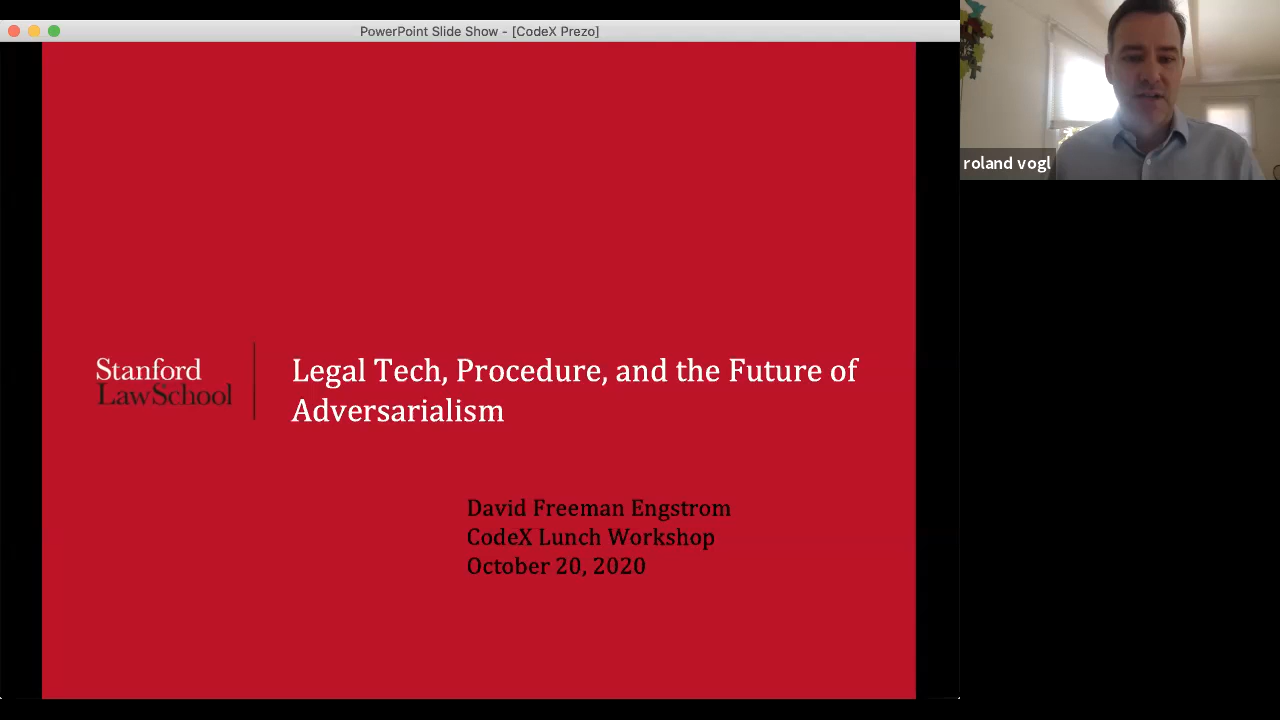 PowerPoint Slide Show - [CodeX Prezo]
roland vogl
Stanford
LawSchool
Legal Tech, Procedure, and the Future of
Adversarialism
David Freeman Engstrom
CodeX Lunch Workshop
October 20, 2020